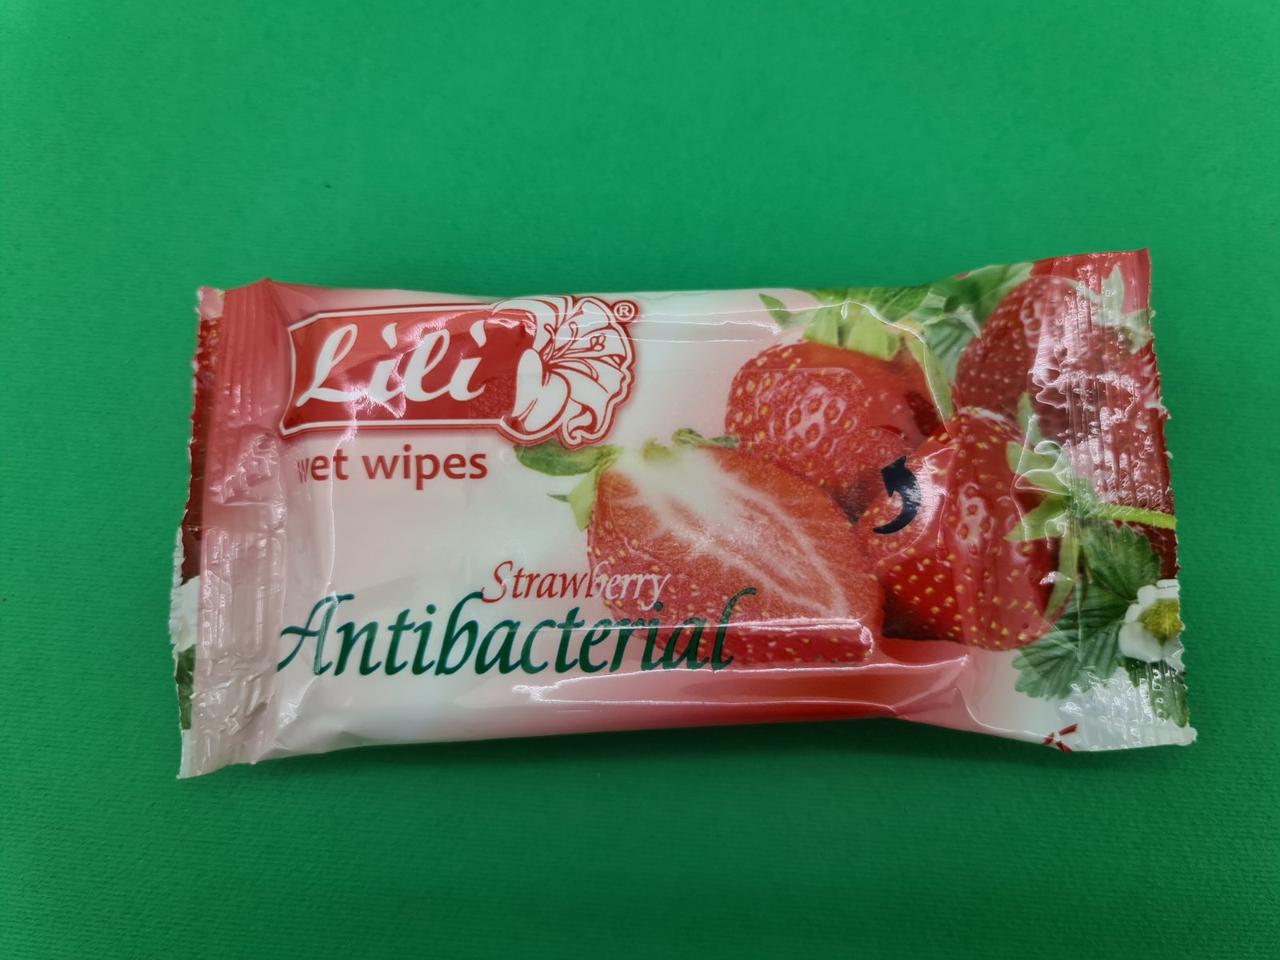 Lili®
wet wipes
Strawberry
Antibacterial